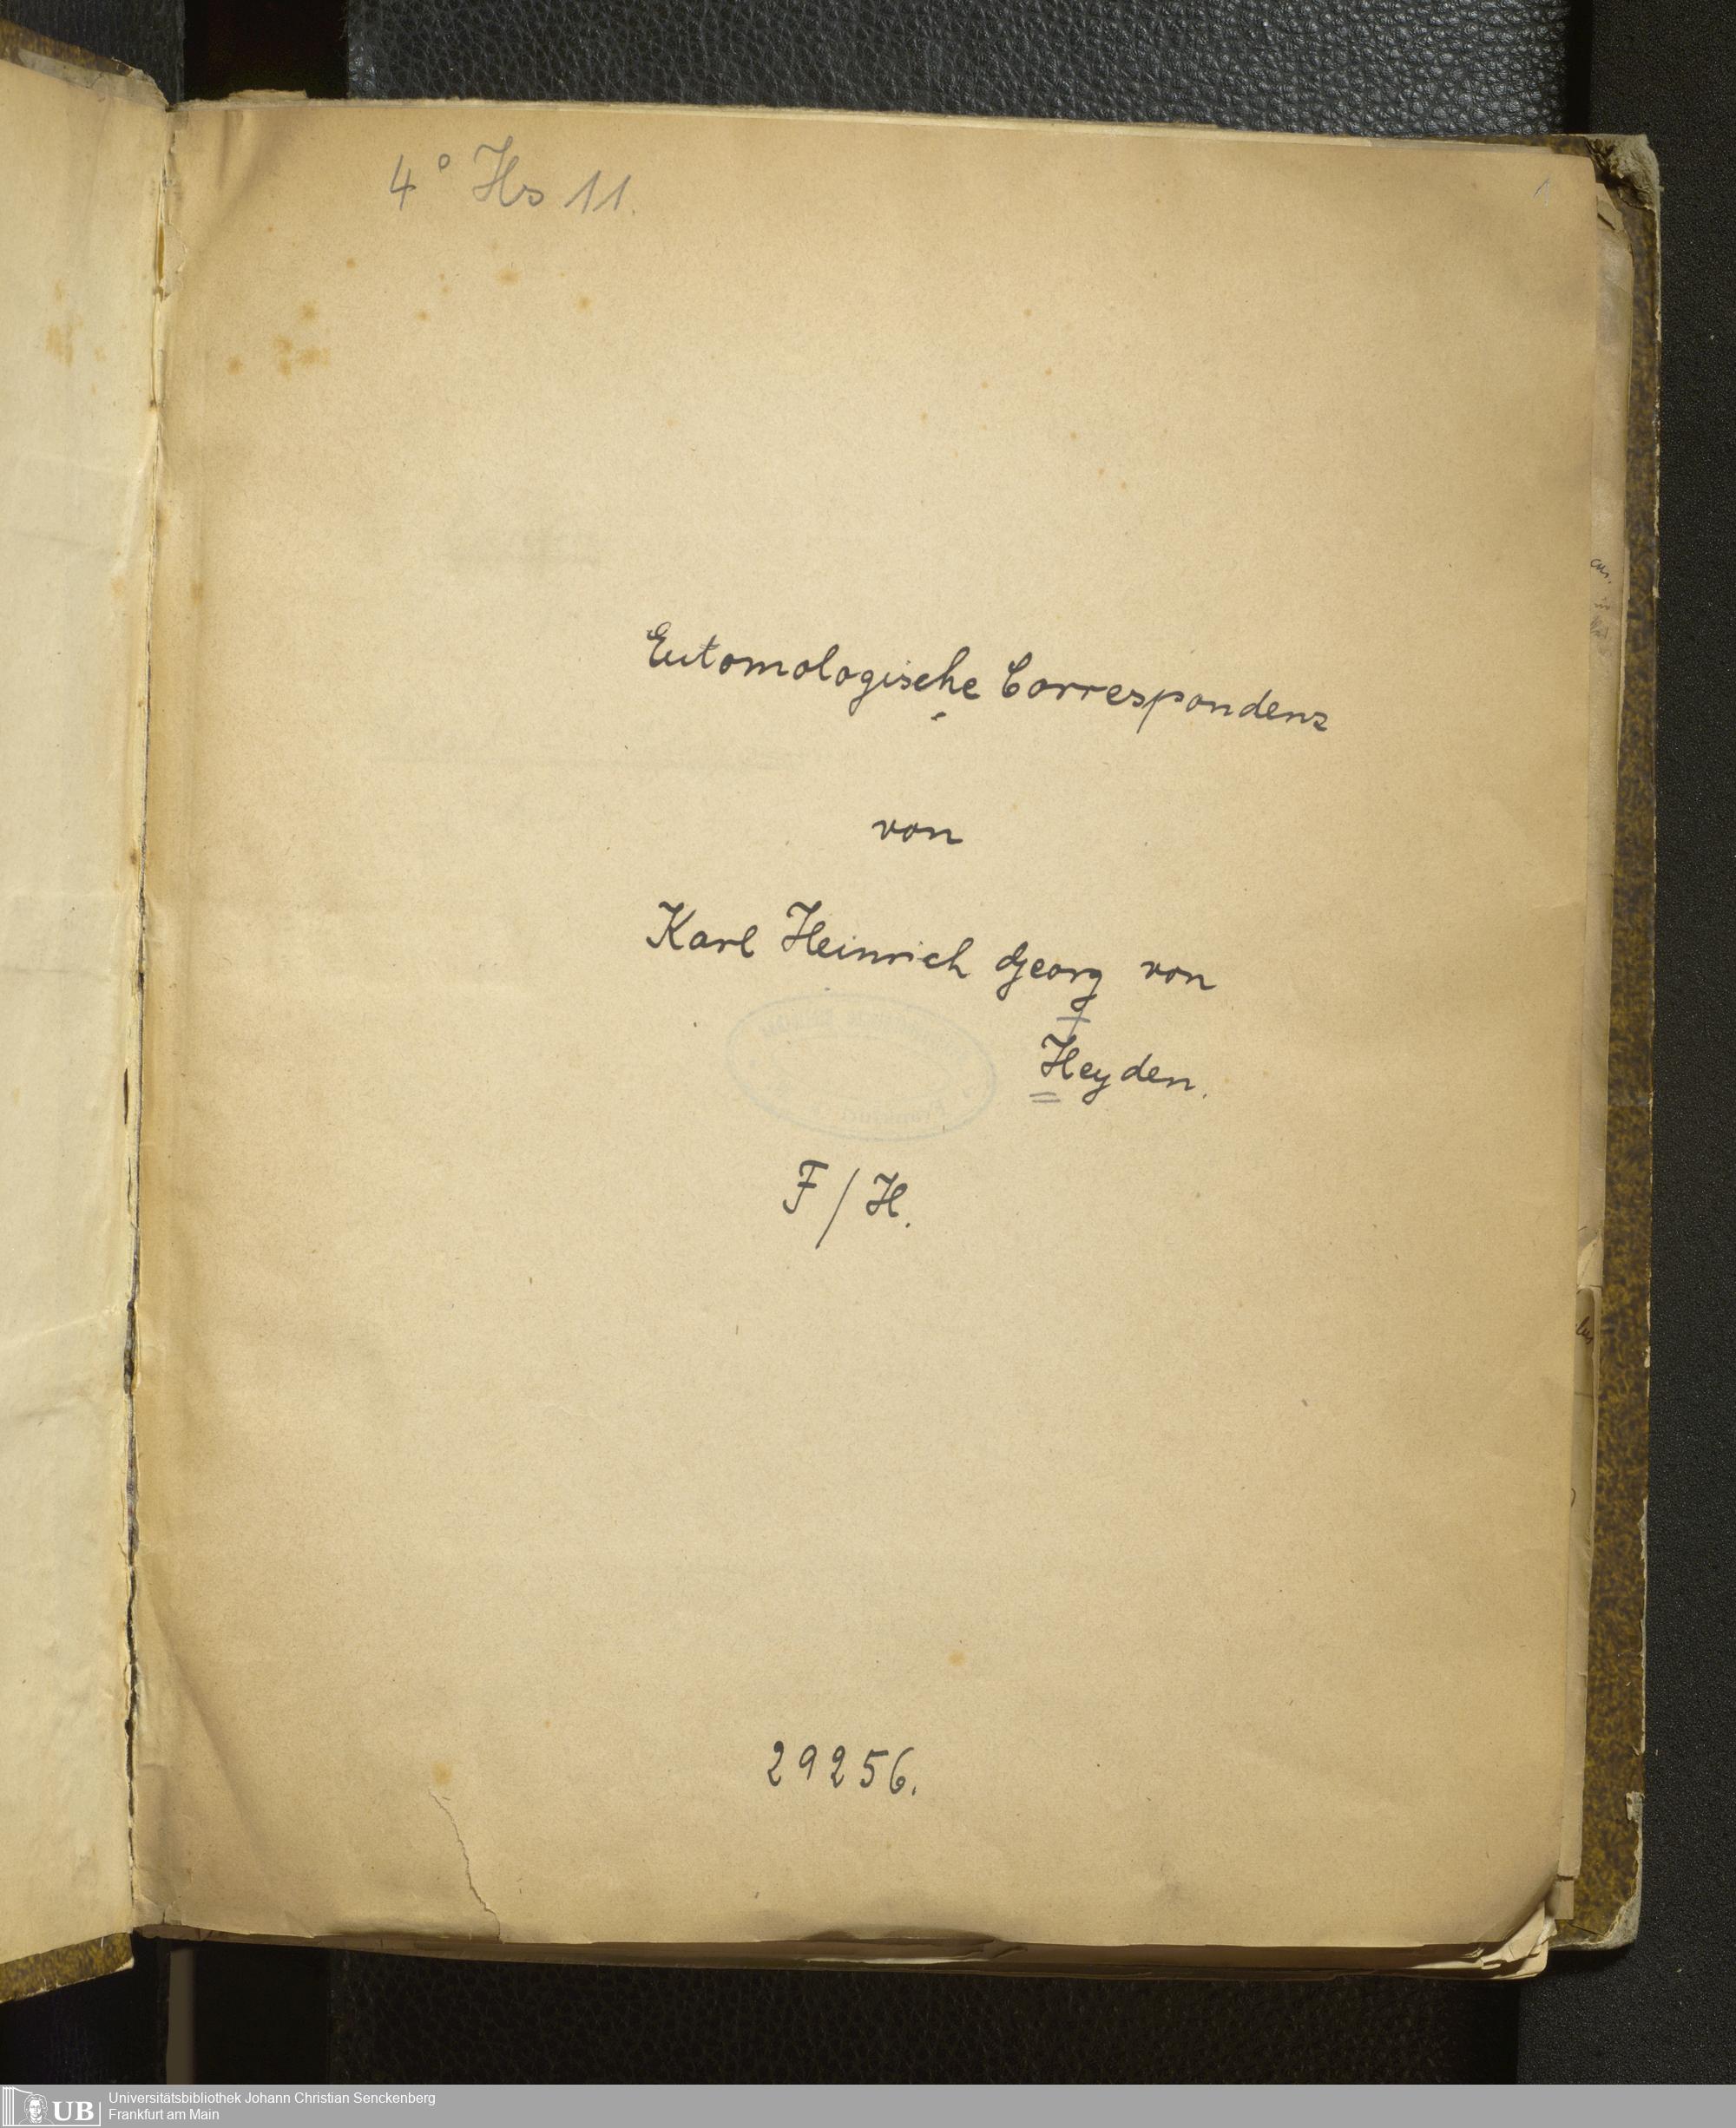 4° Hs 11.
1
Entomologische Correspondenz
von
Karl Heinrich Georg von
Heyden.
F / H.
29256.
UB
Universitätsbibliothek Johann Christian Senckenberg
Frankfurt am Main